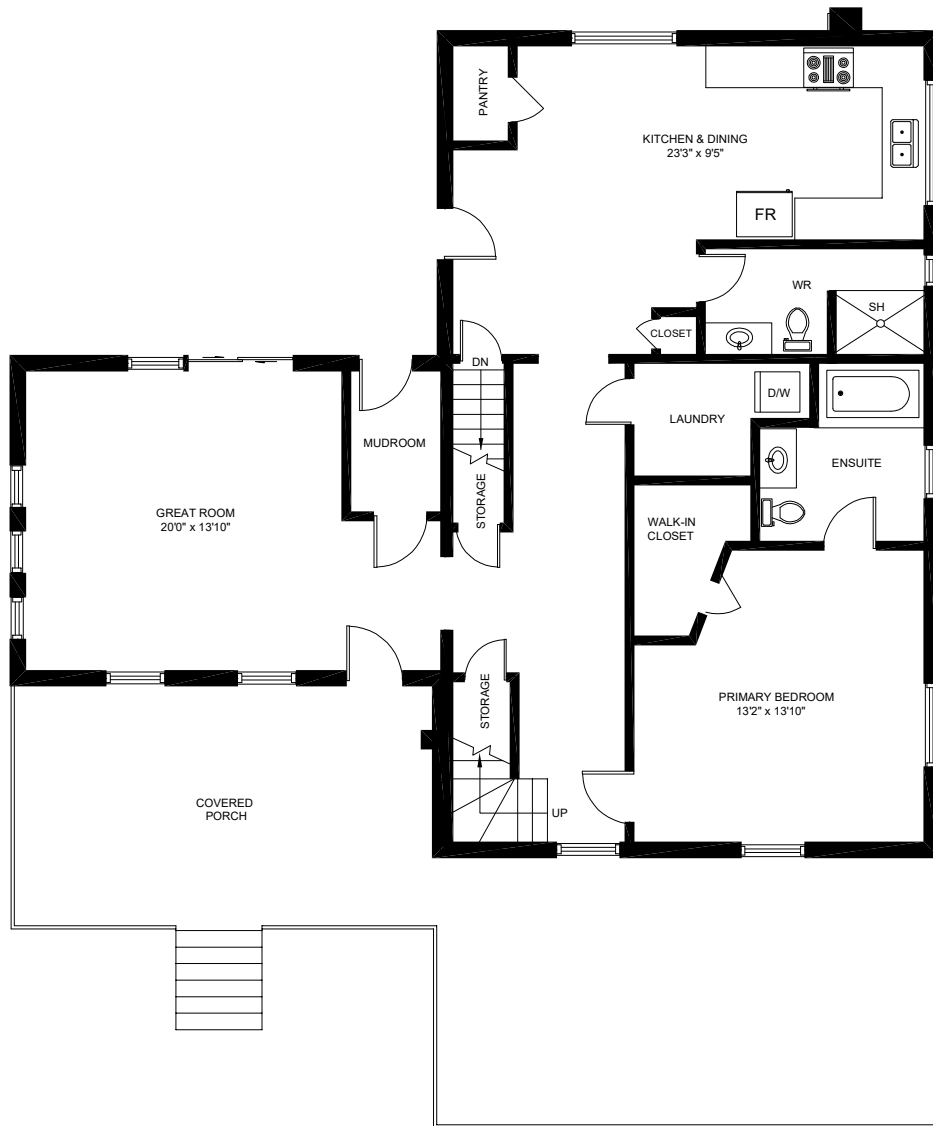 PANTRY
KITCHEN & DINING
23'3" x 9'5"
FR
WR
SH
CLOSET
DN
D/W
LAUNDRY
MUDROOM
ENSUITE
STORAGE
GREAT ROOM
20'0" x 13'10"
WALK-IN
CLOSET
STORAGE
PRIMARY BEDROOM
13'2" x 13'10"
COVERED
PORCH
UP